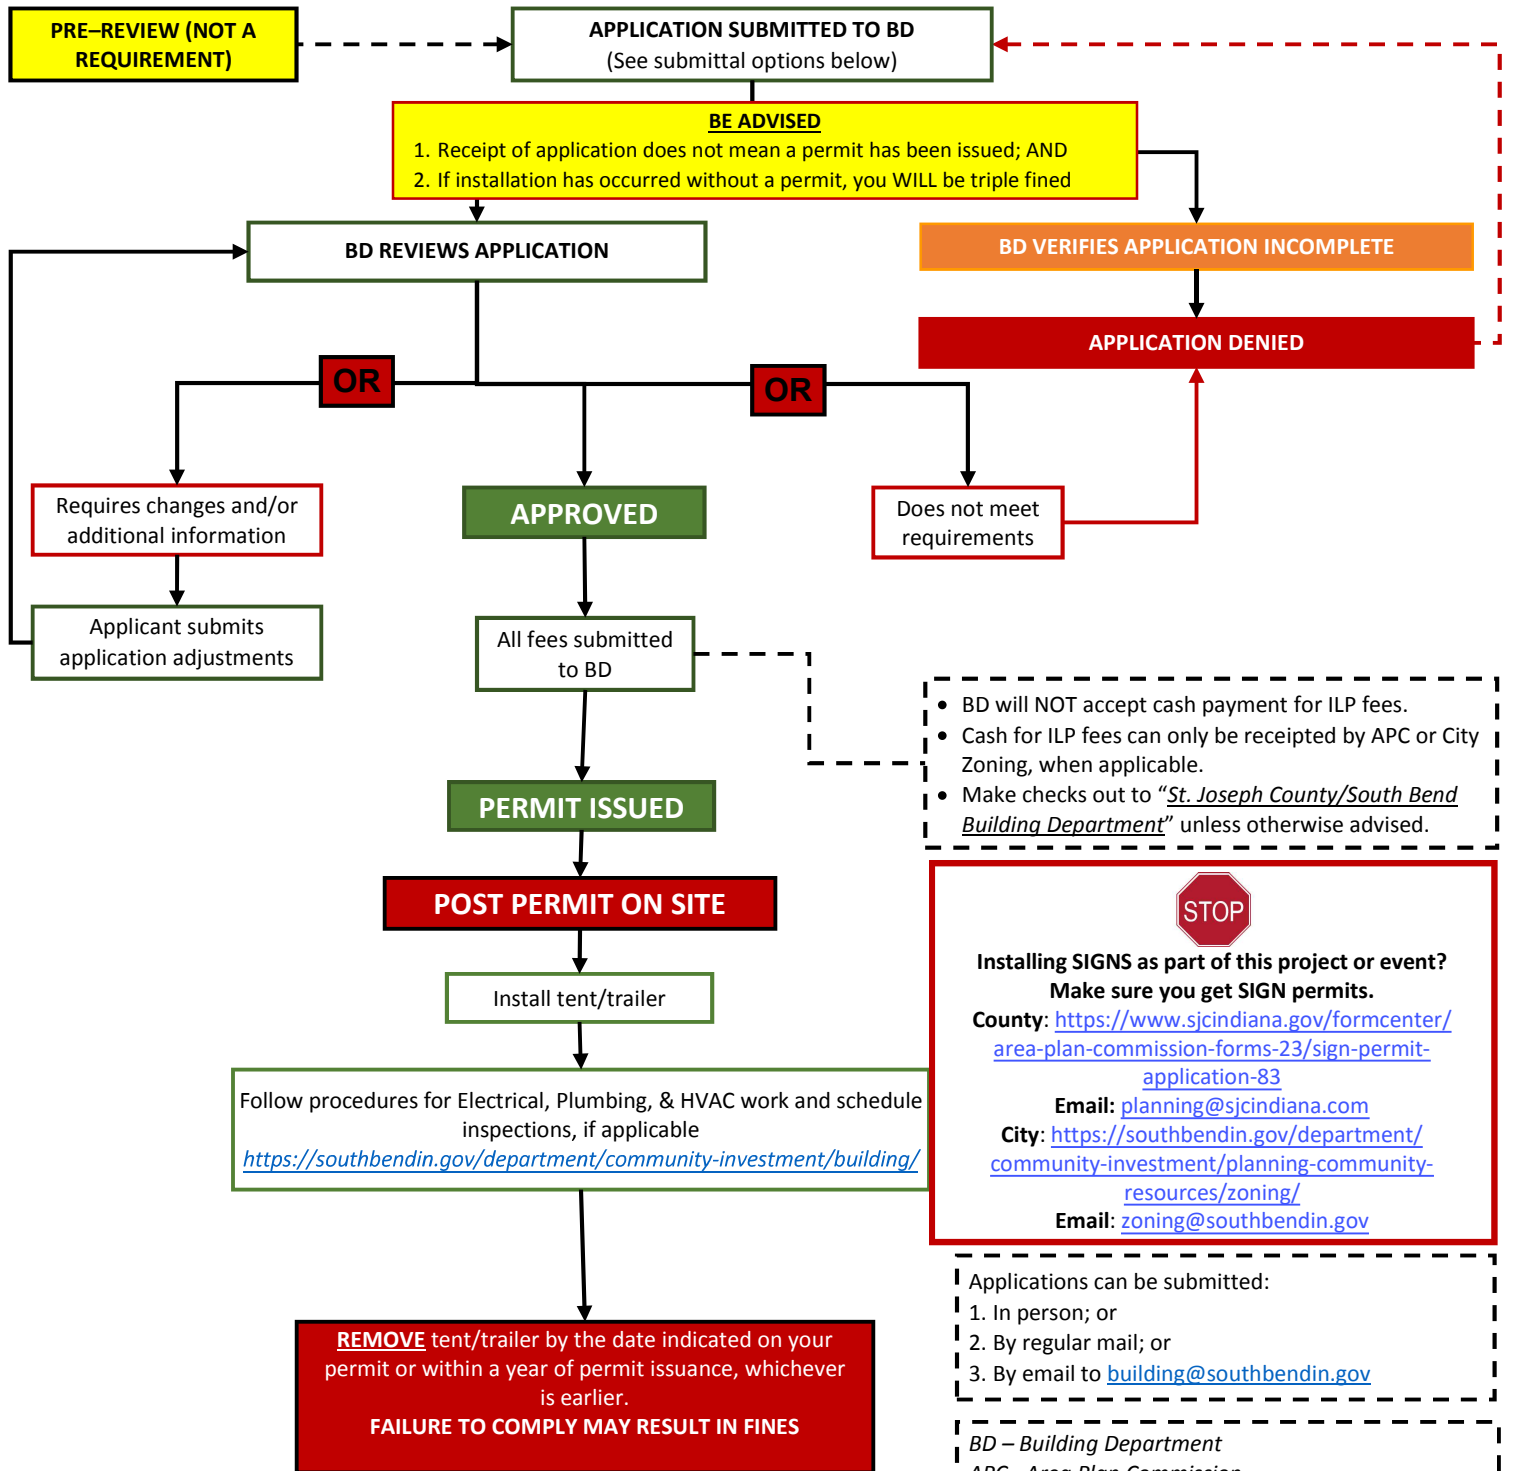 PRE–REVIEW (NOT A
REQUIREMENT)
APPLICATION SUBMITTED TO BD
(See submittal options below)
BE ADVISED
1. Receipt of application does not mean a permit has been issued; AND
2. If installation has occurred without a permit, you WILL be triple fined
BD REVIEWS APPLICATION
BD VERIFIES APPLICATION INCOMPLETE
APPLICATION DENIED
OR
OR
Requires changes and/or
additional information
APPROVED
Does not meet
requirements
Applicant submits
application adjustments
All fees submitted
to BD
• BD will NOT accept cash payment for ILP fees.
• Cash for ILP fees can only be receipted by APC or City
Zoning, when applicable.
• Make checks out to “St. Joseph County/South Bend
Building Department” unless otherwise advised.
PERMIT ISSUED
POST PERMIT ON SITE
STOP
Installing SIGNS as part of this project or event?
Make sure you get SIGN permits.
County: https://www.sjcindiana.gov/formcenter/
area-plan-commission-forms-23/sign-permit-
application-83
Email: planning@sjcindiana.com
City: https://southbendin.gov/department/
community-investment/planning-community-
resources/zoning/
Email: zoning@southbendin.gov
Install tent/trailer
Follow procedures for Electrical, Plumbing, & HVAC work and schedule
inspections, if applicable
https://southbendin.gov/department/community-investment/building/
Applications can be submitted:
1. In person; or
2. By regular mail; or
3. By email to building@southbendin.gov
REMOVE tent/trailer by the date indicated on your
permit or within a year of permit issuance, whichever
is earlier.
FAILURE TO COMPLY MAY RESULT IN FINES
BD – Building Department
APC - Area Plan Commission